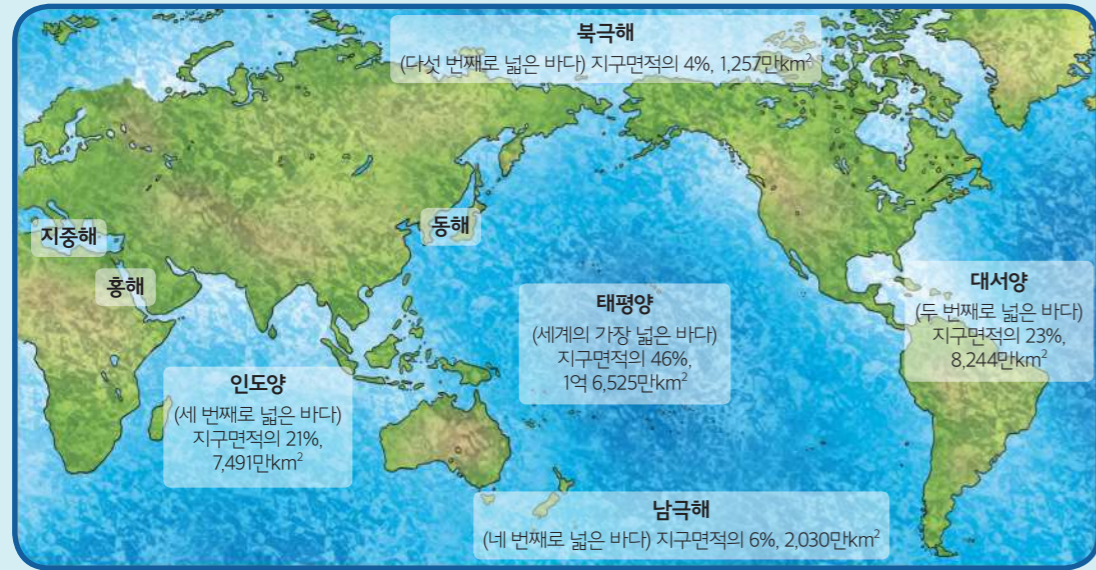 북극해
(다섯 번째로 넓은 바다) 지구면적의 4%, 1,257만km²
지중해
동해
홍해
대서양
(두 번째로 넓은 바다)
지구면적의 23%,
8,244만km²
태평양
(세계의 가장 넓은 바다)
지구면적의 46%,
1억 6,525만km²
인도양
(세 번째로 넓은 바다)
지구면적의 21%,
7,491만km²
남극해
(네 번째로 넓은 바다) 지구면적의 6%, 2,030만km²